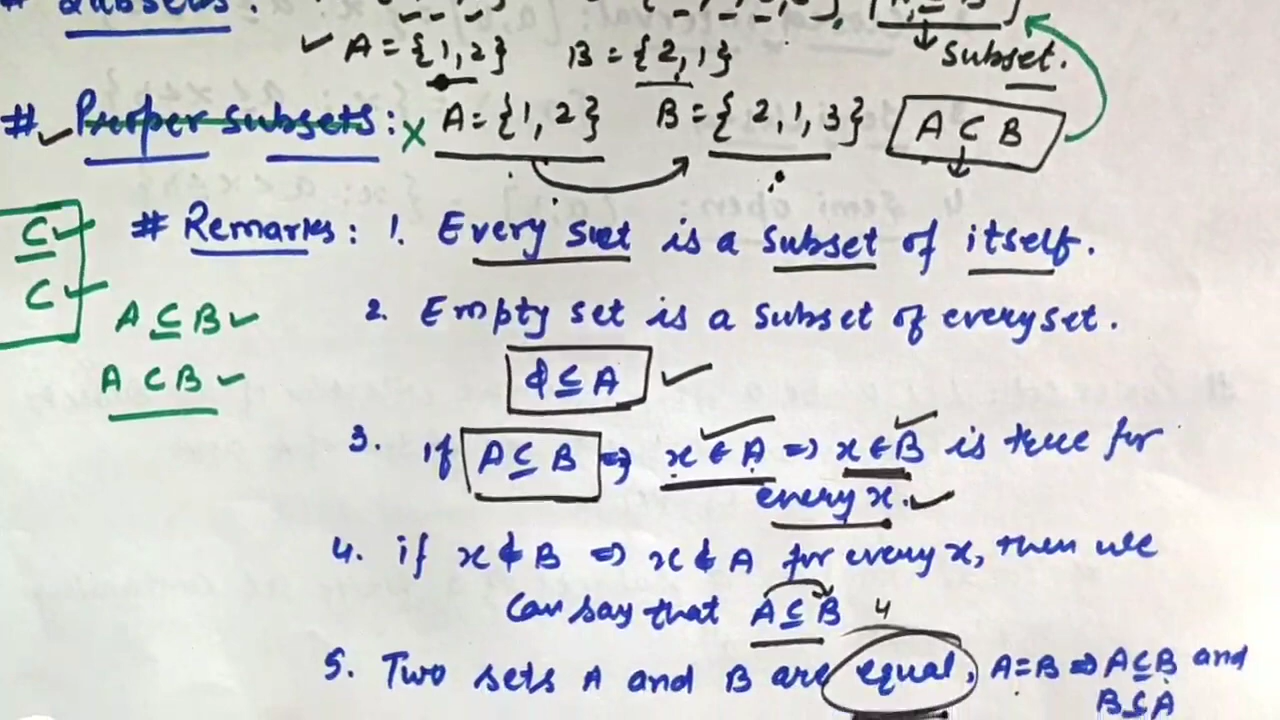 # Subsets:
✓ A = {1,2} B = {2,1} Subset.
# ✓ Proper subsets: × A = {1,2} B = {2,1,3} A ⊂ B
⊆ ✓
⊂ ✓
A ⊆ B ✓
A ⊂ B ✓
# Remarks: 1. Every set is a subset of itself.
2. Empty set is a subset of every set.
ϕ ⊆ A ✓
3. if A ⊆ B ⇒ x ∈ A ⇒ x ∈ B is true for
every x. ✓
4. if x ∉ B ⇒ x ∉ A for every x, then we
can say that A ⊆ B
5. Two sets A and B are equal, A = B ⇒ A ⊆ B and
B ⊆ A